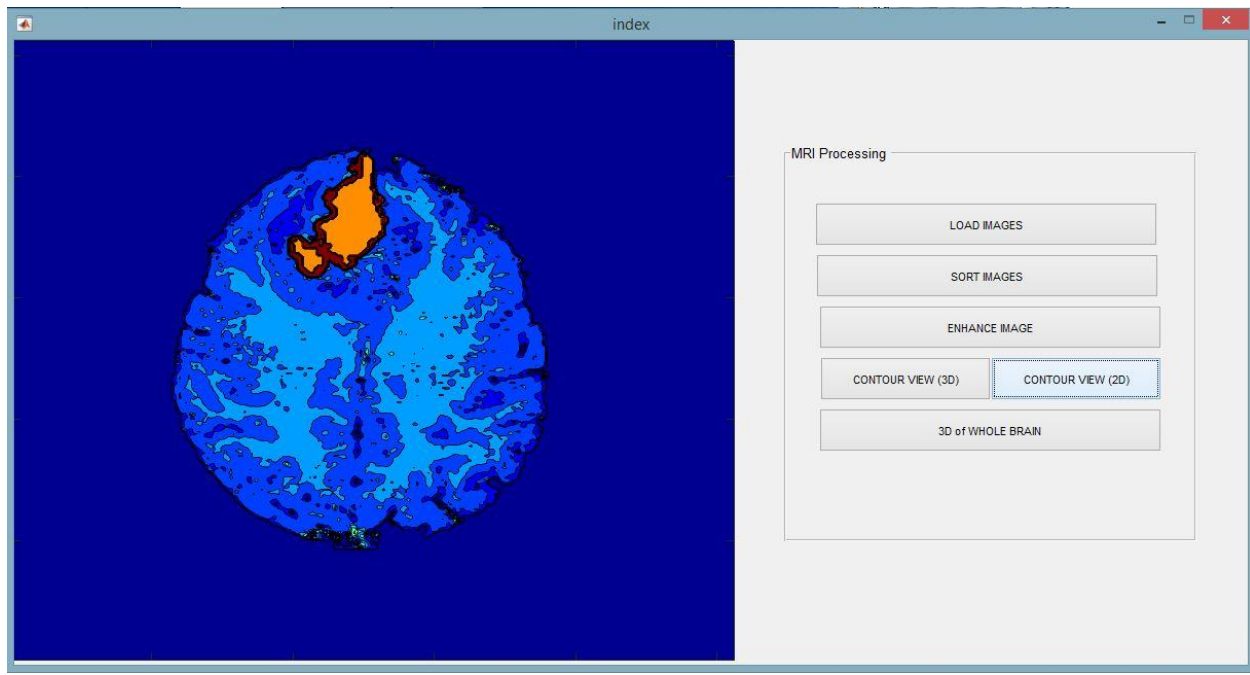 index
MRI Processing
LOAD IMAGES
SORT IMAGES
ENHANCE IMAGE
CONTOUR VIEW (3D)
CONTOUR VIEW (2D)
3D of WHOLE BRAIN